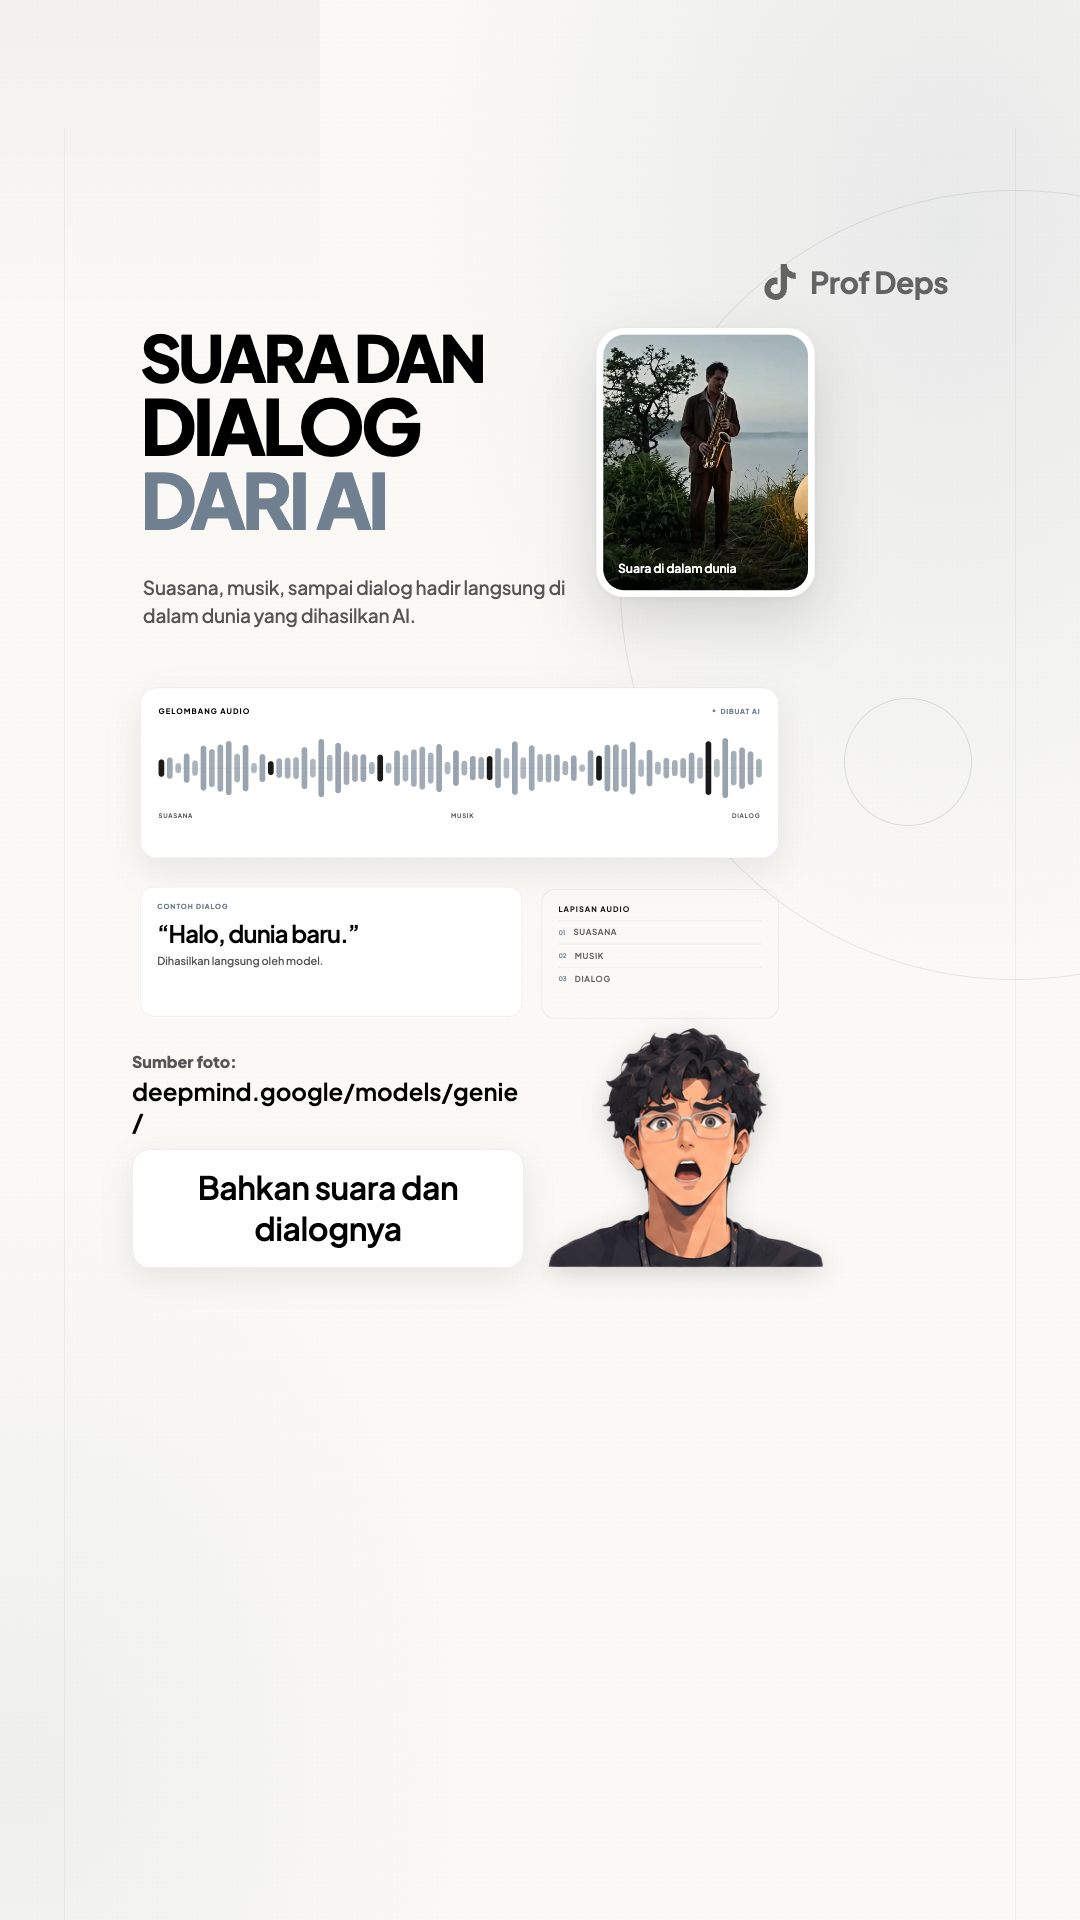 Prof Deps
SUARA DAN
DIALOG
DARI AI
Suara di dalam dunia
Suasana, musik, sampai dialog hadir langsung di
dalam dunia yang dihasilkan AI.
GELOMBANG AUDIO
DIBUAT AI
SUASANA
MUSIK
DIALOG
CONTOH DIALOG
“Halo, dunia baru.”
Dihasilkan langsung oleh model.
LAPISAN AUDIO
01 SUASANA
02 MUSIK
03 DIALOG
Sumber foto:
deepmind.google/models/genie
/
Bahkan suara dan
dialognya